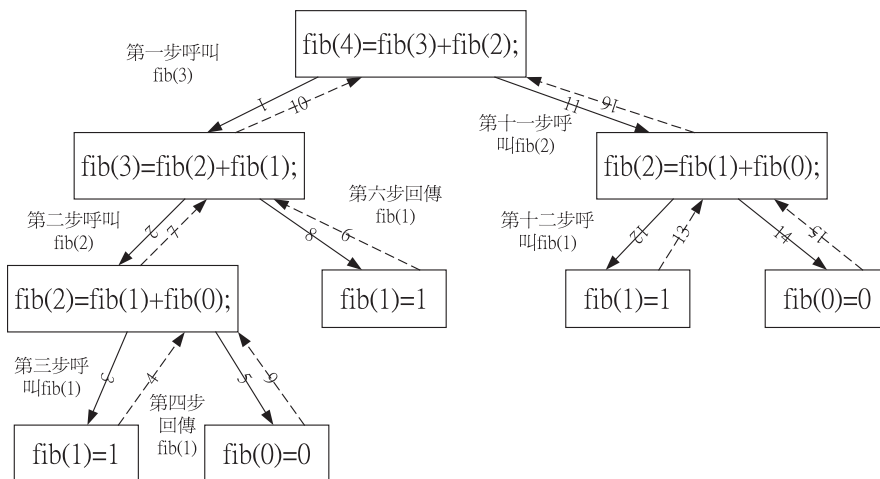 fib(4)=fib(3)+fib(2);
第一步呼叫
fib(3)
1
10
11
16
第十一步呼
叫fib(2)
fib(3)=fib(2)+fib(1);
fib(2)=fib(1)+fib(0);
第二步呼叫
fib(2)
2
7
8
9
第六步回傳
fib(1)
第十二步呼
叫fib(1)
12
13
14
15
fib(2)=fib(1)+fib(0);
fib(1)=1
fib(1)=1
fib(0)=0
第三步呼
叫fib(1)
3
4
第四步
回傳
fib(1)
5
6
fib(1)=1
fib(0)=0